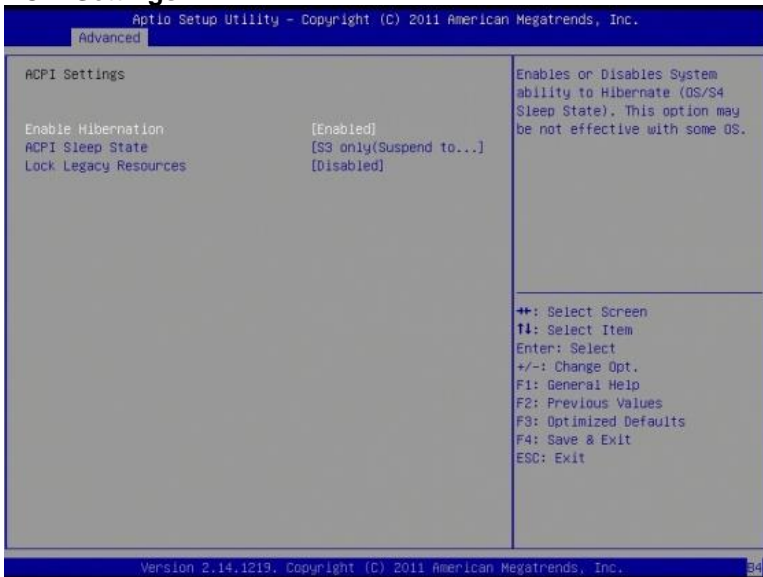 Aptio Setup Utility – Copyright (C) 2011 American Megatrends, Inc.
Advanced
ACPI Settings
Enable Hibernation [Enabled]
ACPI Sleep State [S3 only(Suspend to...]
Lock Legacy Resources [Disabled]
Enables or Disables System
ability to Hibernate (OS/S4
Sleep State). This option may
be not effective with some OS.
→←: Select Screen
↑↓: Select Item
Enter: Select
+/-: Change Opt.
F1: General Help
F2: Previous Values
F3: Optimized Defaults
F4: Save & Exit
ESC: Exit
Version 2.14.1219. Copyright (C) 2011 American Megatrends, Inc.
B4